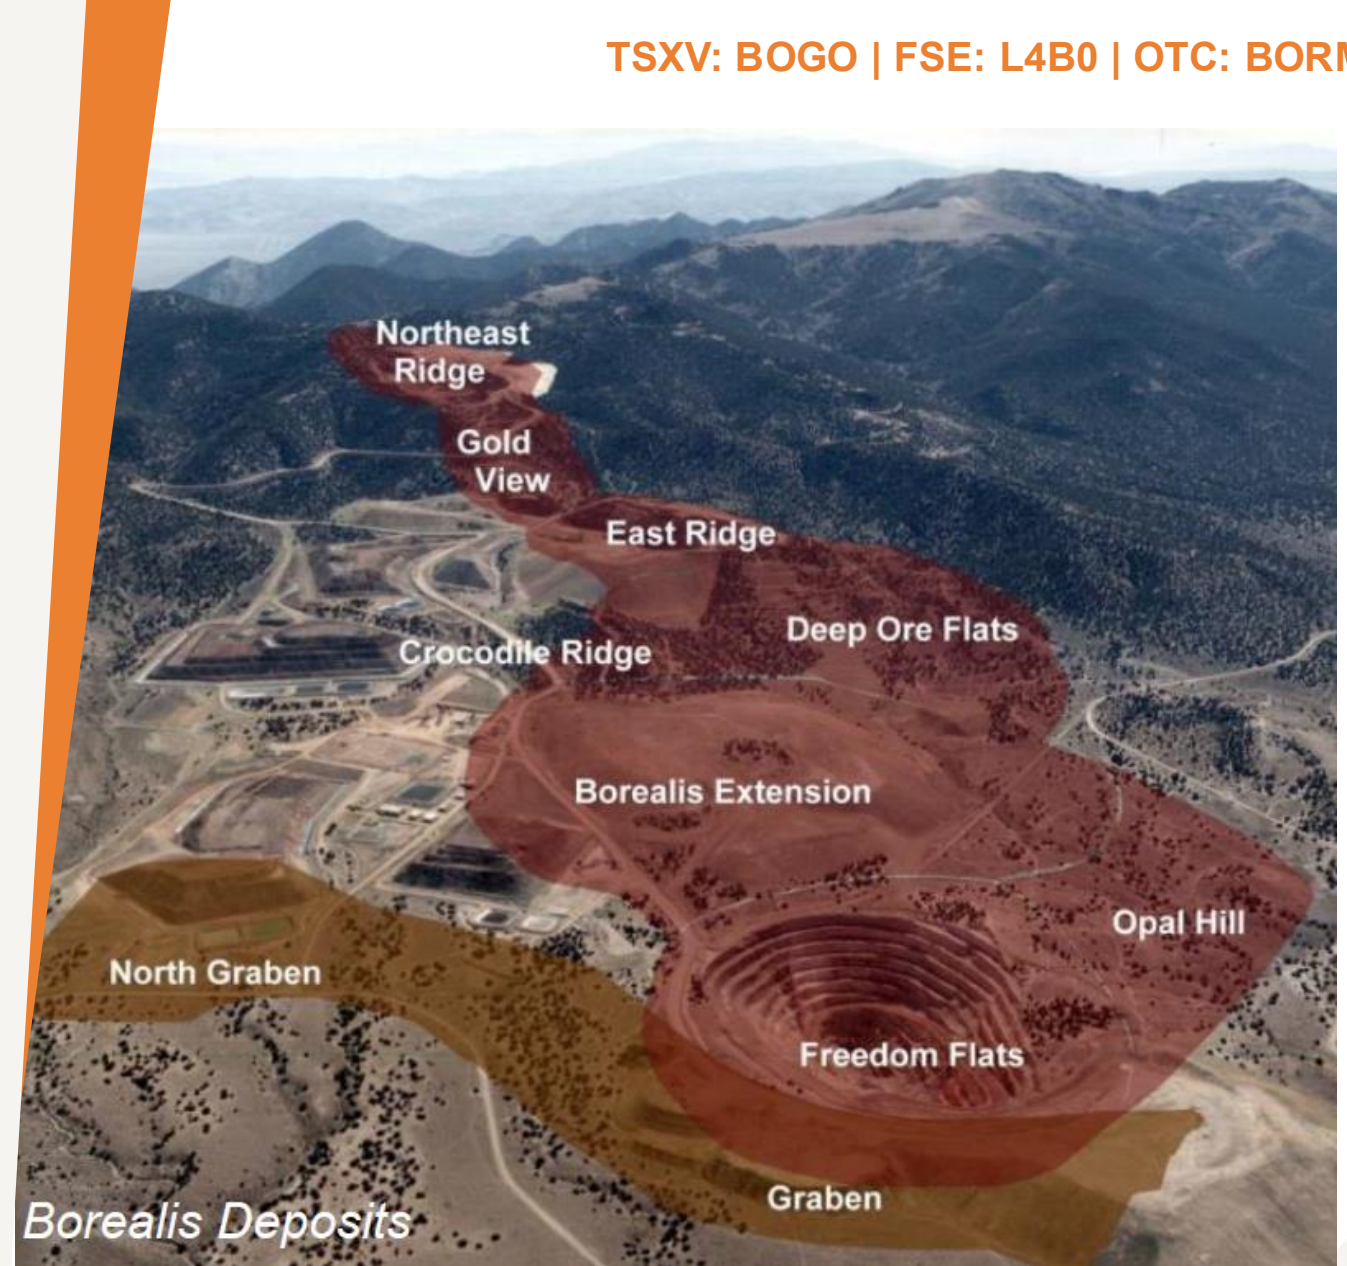 TSXV: BOGO | FSE: L4B0 | OTC: BORM
Northeast
Ridge
Gold
View
East Ridge
Deep Ore Flats
Crocodile Ridge
Borealis Extension
Opal Hill
North Graben
Freedom Flats
Graben
Borealis Deposits